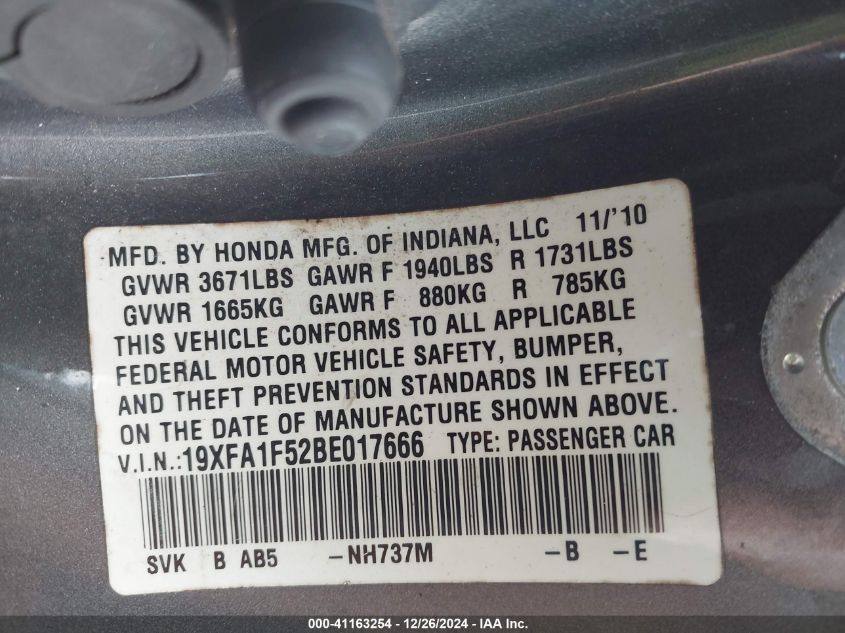 MFD. BY HONDA MFG. OF INDIANA, LLC 11/'10
GVWR 3671LBS GAWR F 1940LBS R 1731LBS
GVWR 1665KG GAWR F 880KG R 785KG
THIS VEHICLE CONFORMS TO ALL APPLICABLE
FEDERAL MOTOR VEHICLE SAFETY, BUMPER,
AND THEFT PREVENTION STANDARDS IN EFFECT
ON THE DATE OF MANUFACTURE SHOWN ABOVE.
V.I.N.:19XFA1F52BE017666 TYPE: PASSENGER CAR
SVK B AB5 -NH737M -B -E
000-41163254 - 12/26/2024 - IAA Inc.